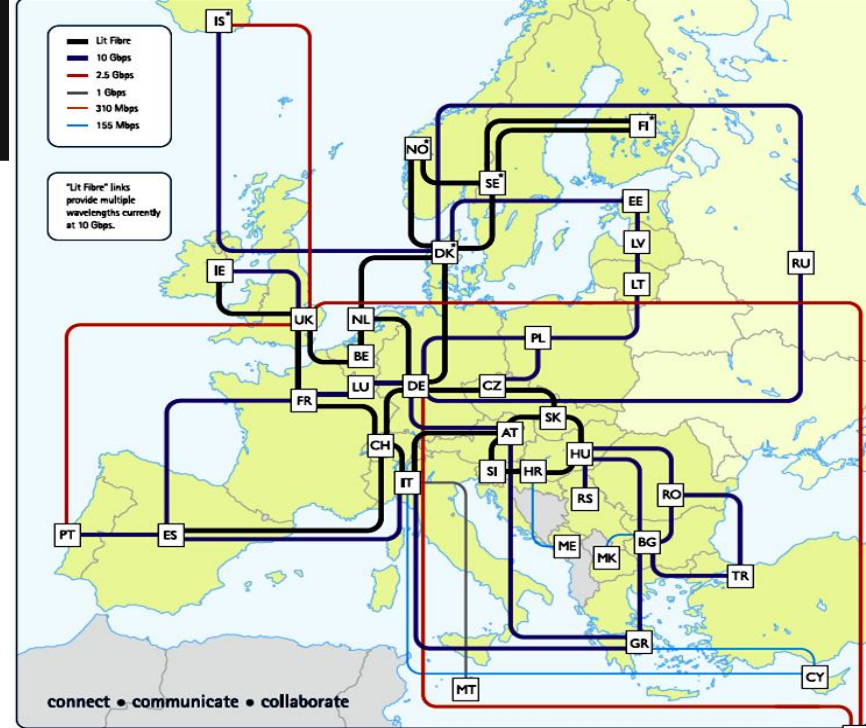 IS*
Lit Fibre
10 Gbps
2.5 Gbps
1 Gbps
310 Mbps
155 Mbps
"Lit Fibre" links
provide multiple
wavelengths currently
at 10 Gbps.
FI*
NO*
SE*
EE
LV
DK*
RU
IE
LT
UK
NL
PL
BE
LU
DE
CZ
FR
SK
AT
CH
HU
IT
SI
HR
RS
RO
PT
ES
ME
MK
BG
TR
GR
CY
MT
connect • communicate • collaborate